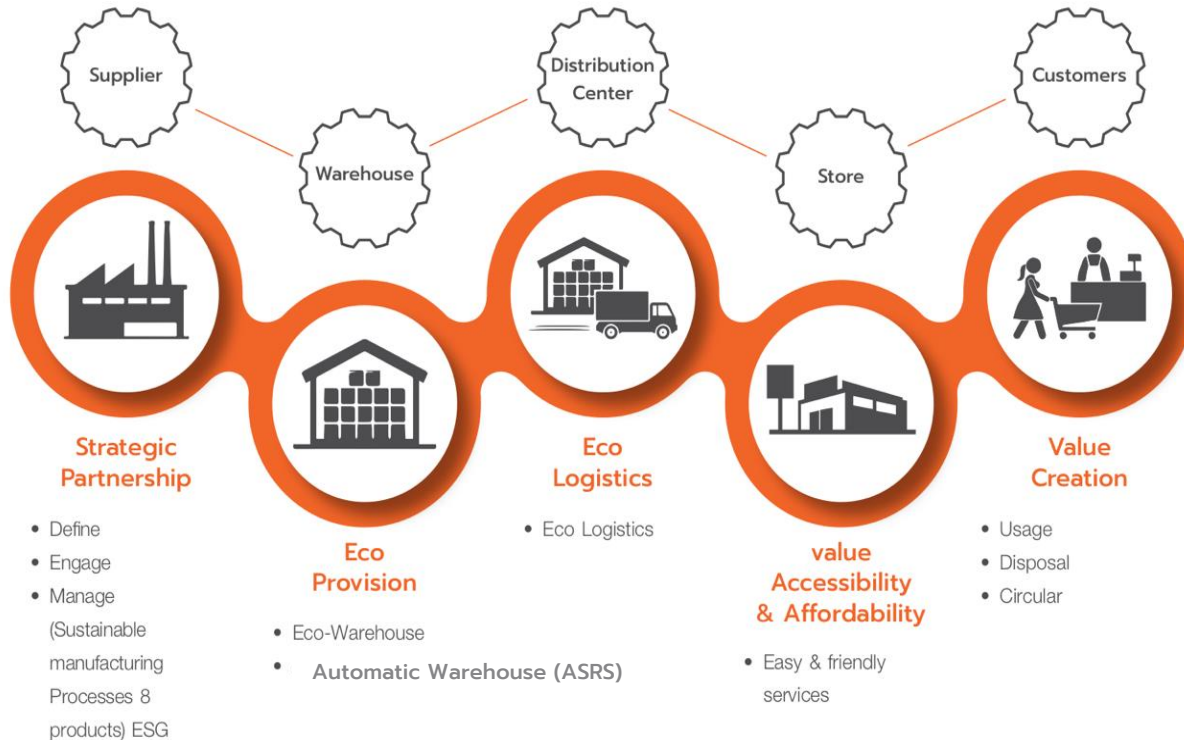 Supplier
Warehouse
Distribution
Center
Store
Customers
Strategic
Partnership
• Define
• Engage
• Manage
(Sustainable
manufacturing
Processes 8
products) ESG
Eco
Provision
• Eco-Warehouse
• Automatic Warehouse (ASRS)
Eco
Logistics
• Eco Logistics
value
Accessibility
& Affordability
• Easy & friendly
services
Value
Creation
• Usage
• Disposal
• Circular